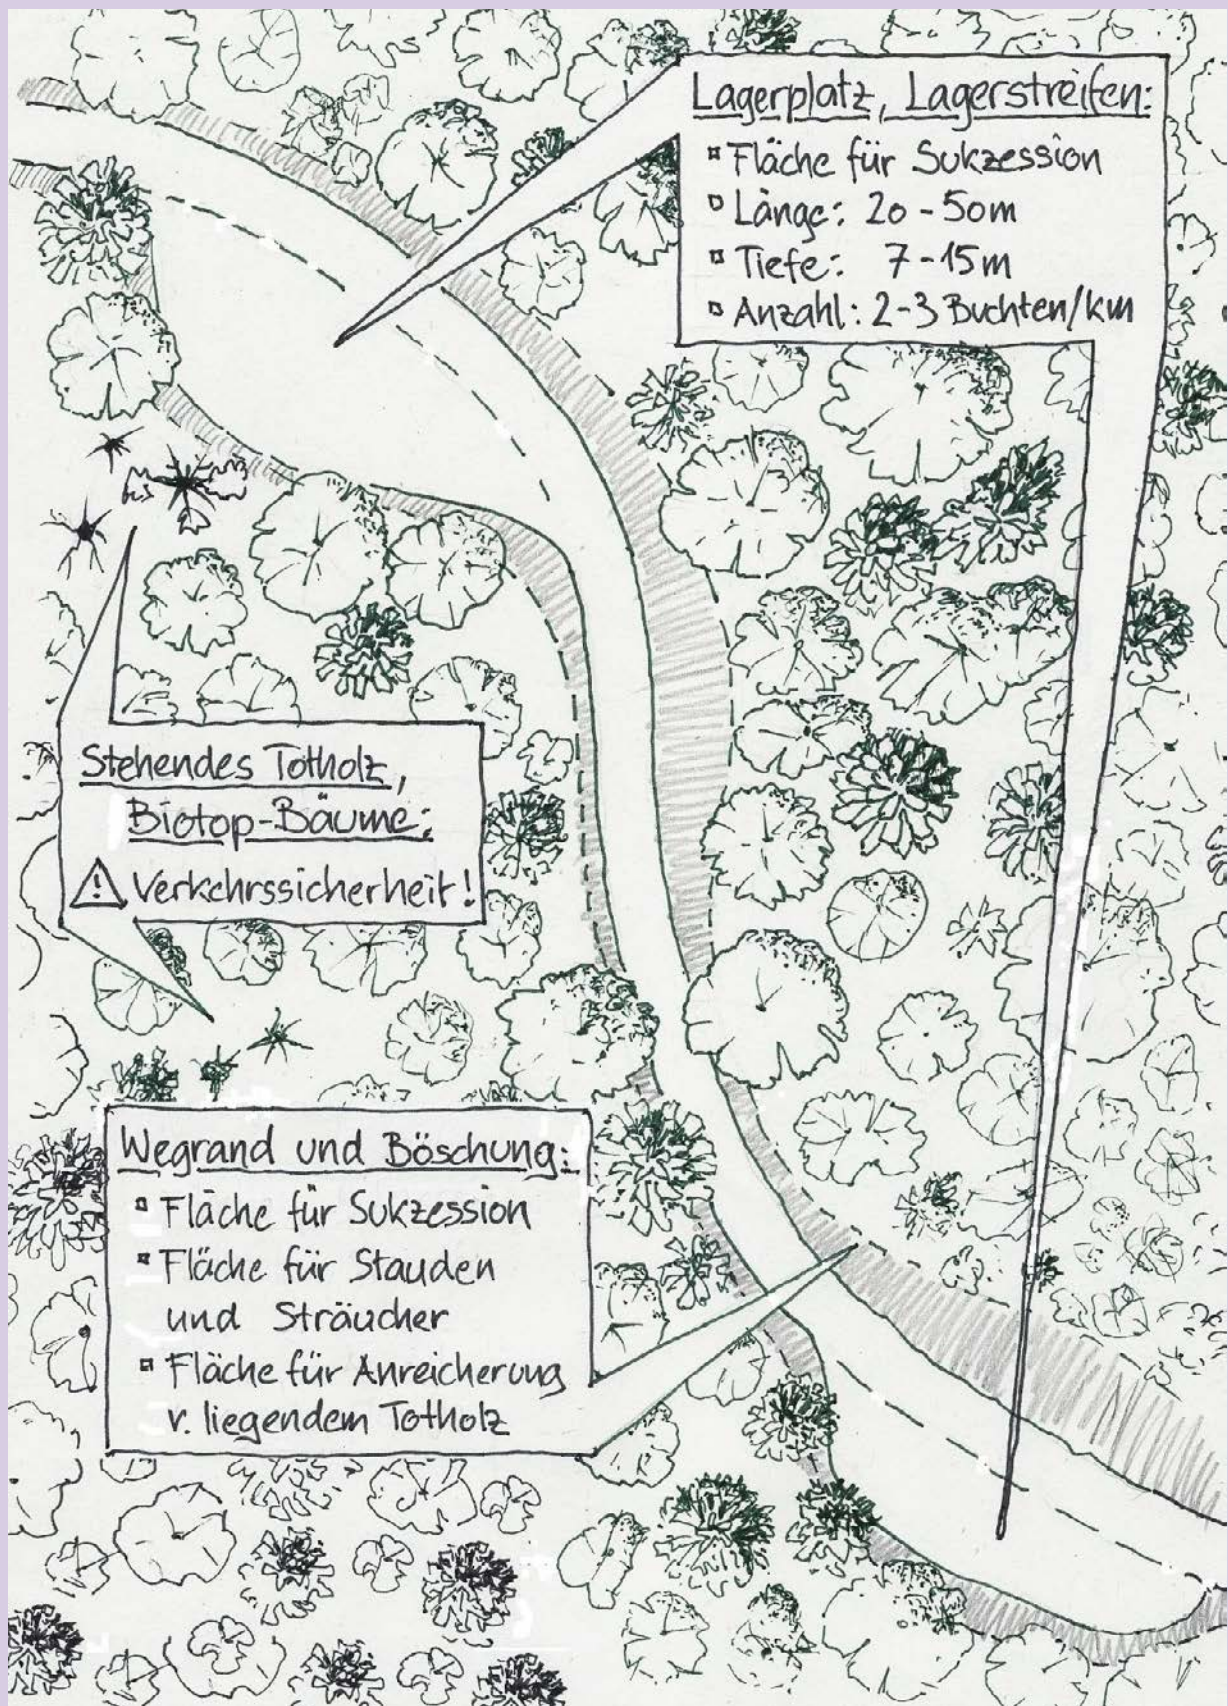 Lagerplatz, Lagerstreifen:
▫ Fläche für Sukzession
▫ Länge: 20-50m
▫ Tiefe: 7-15m
▫ Anzahl: 2-3 Buchten/km
Stehendes Totholz,
Biotop-Bäume:
⚠ Verkehrssicherheit!
Wegrand und Böschung:
▫ Fläche für Sukzession
▫ Fläche für Stauden
und Sträucher
▫ Fläche für Anreicherung
v. liegendem Totholz